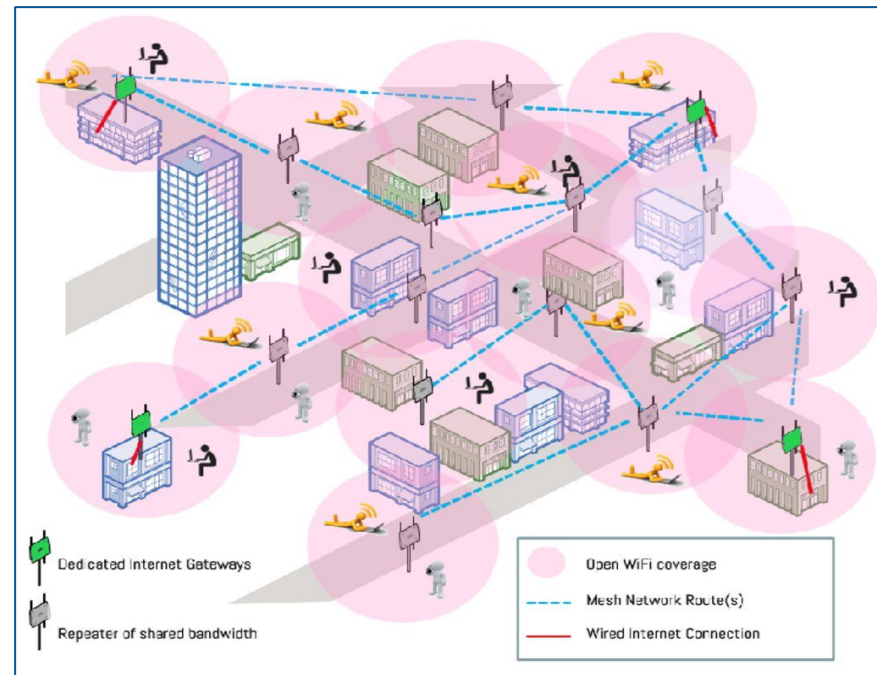 Dedicated Internet Gateways
Repeater of shared bandwidth
Open WiFi coverage
Mesh Network Route(s)
Wired Internet Connection